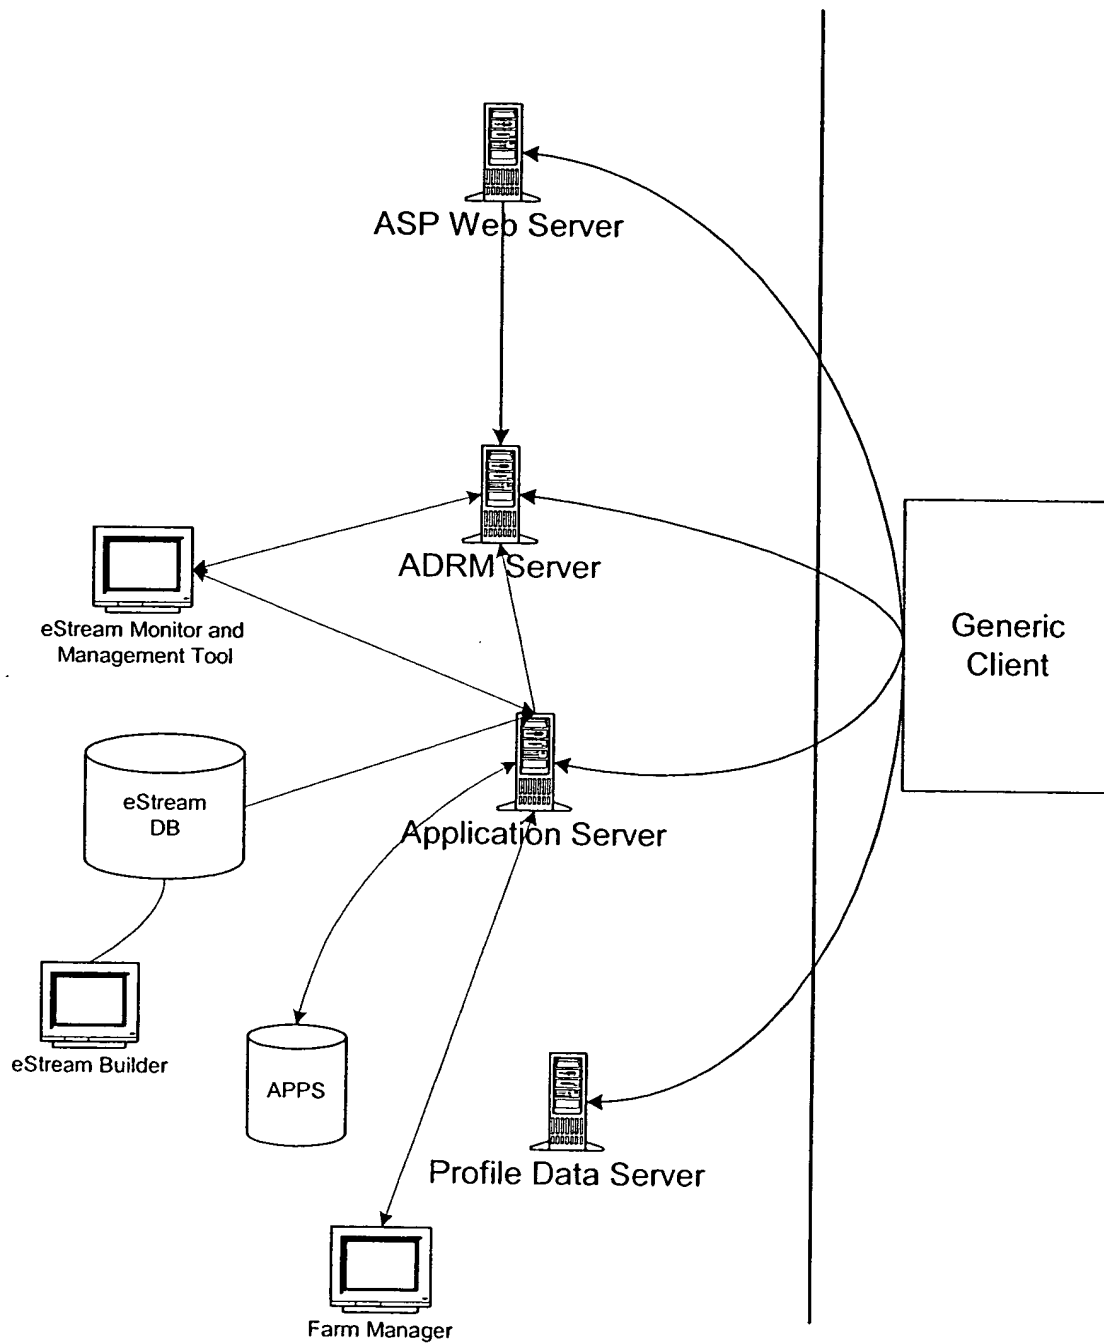 ASP Web Server
ADRM Server
eStream Monitor and
Management Tool
Generic
Client
eStream
DB
Application Server
eStream Builder
APPS
Profile Data Server
Farm Manager